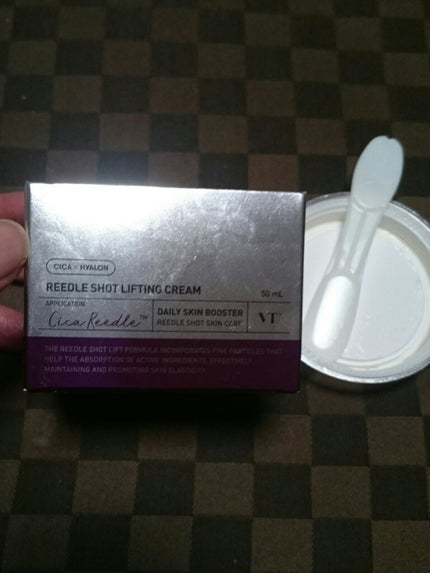 CICA × HYALON
REEDLE SHOT LIFTING CREAM
50 mL
APPLICATION
Cica Reedle™
DAILY SKIN BOOSTER
REEDLE SHOT SKIN CARE
VT
THE REEDLE SHOT LIFT FORMULA INCORPORATES FINE PARTICLES THAT
HELP THE ABSORPTION OF ACTIVE INGREDIENTS, EFFECTIVELY
MAINTAINING AND PROMOTING SKIN ELASTICITY.